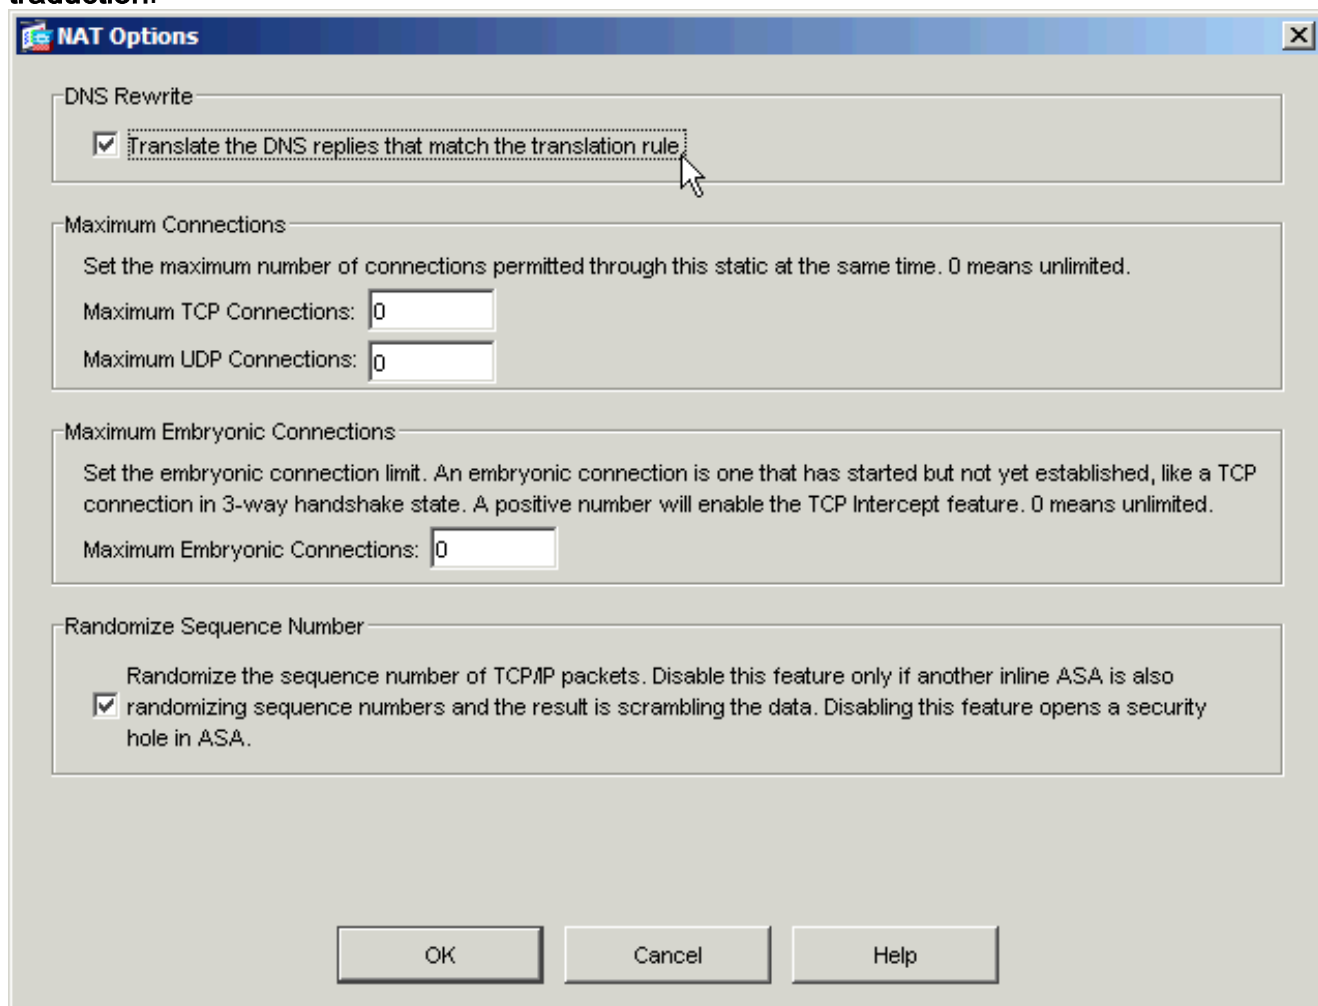 traduction.
NAT Options
DNS Rewrite
Translate the DNS replies that match the translation rule.
Maximum Connections
Set the maximum number of connections permitted through this static at the same time. 0 means unlimited.
Maximum TCP Connections: 0
Maximum UDP Connections: 0
Maximum Embryonic Connections
Set the embryonic connection limit. An embryonic connection is one that has started but not yet established, like a TCP
connection in 3-way handshake state. A positive number will enable the TCP Intercept feature. 0 means unlimited.
Maximum Embryonic Connections: 0
Randomize Sequence Number
Randomize the sequence number of TCP/IP packets. Disable this feature only if another inline ASA is also
randomizing sequence numbers and the result is scrambling the data. Disabling this feature opens a security
hole in ASA.
OK Cancel Help